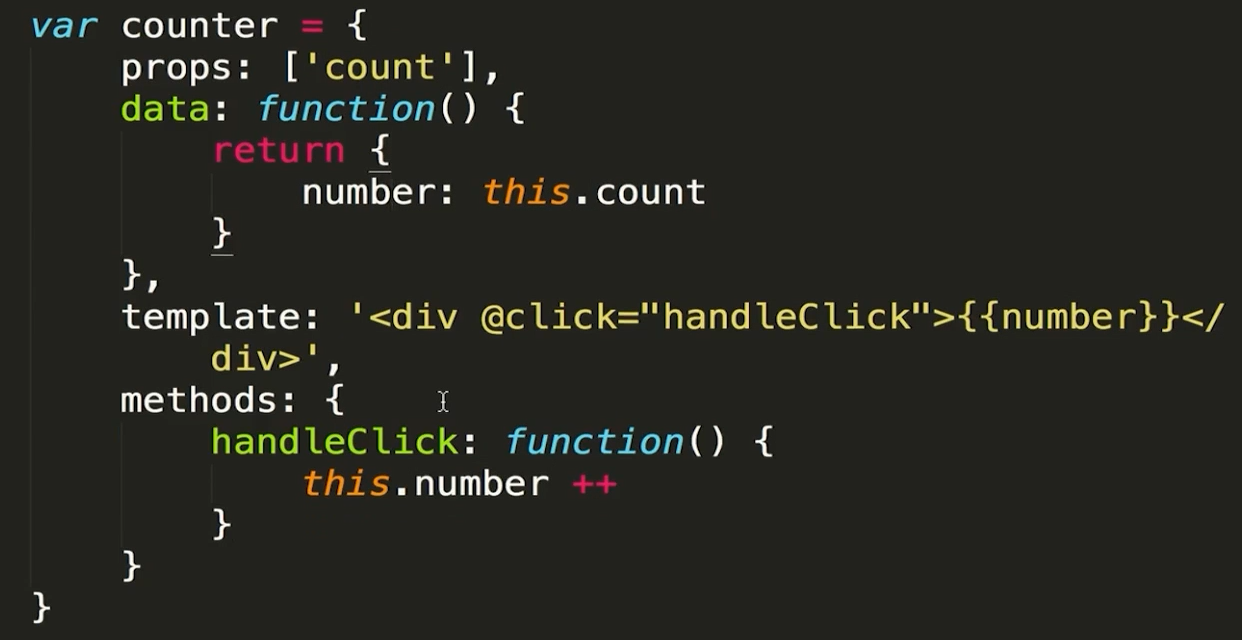 var counter = {
    props: ['count'],
    data: function() {
        return {
            number: this.count
        }
    },
    template: '<div @click="handleClick">{{number}}</
        div>',
    methods: {
        handleClick: function() {
            this.number ++
        }
    }
}